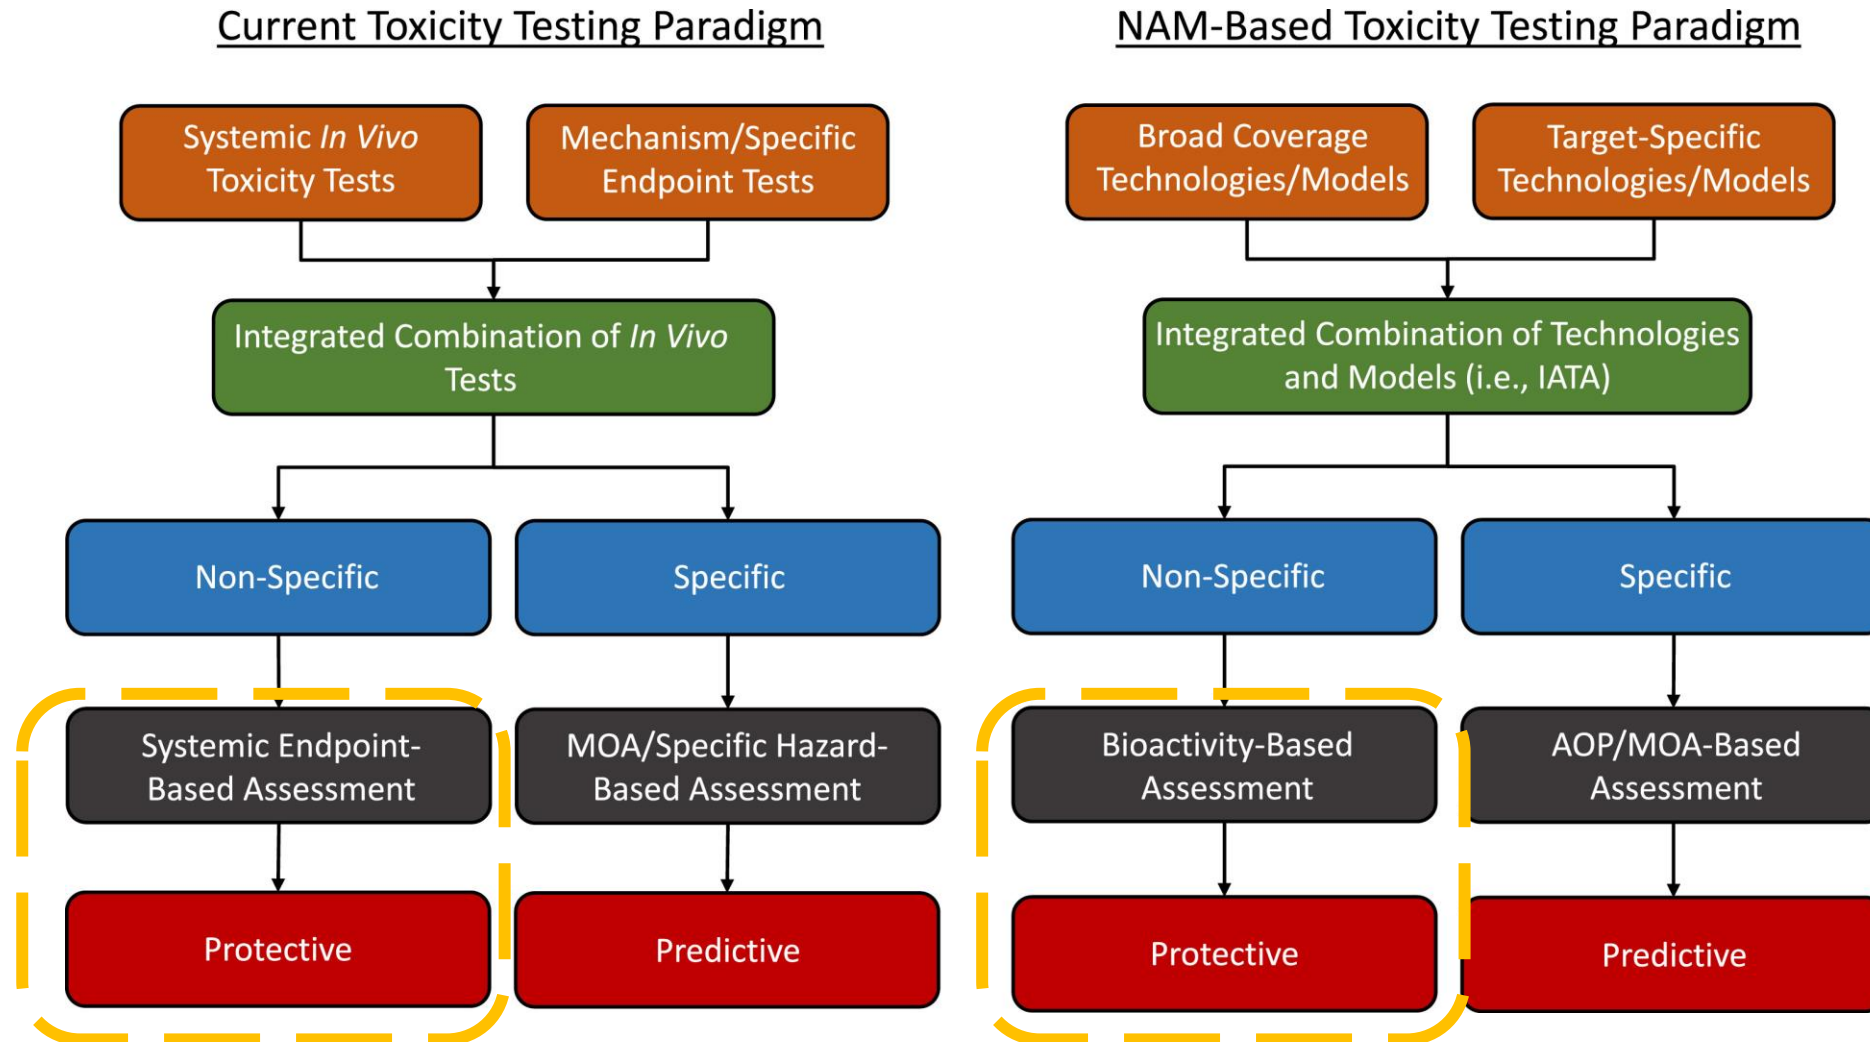 Current Toxicity Testing Paradigm
Systemic In Vivo
Toxicity Tests
Mechanism/Specific
Endpoint Tests
Integrated Combination of In Vivo
Tests
Non-Specific
Specific
Systemic Endpoint-
Based Assessment
MOA/Specific Hazard-
Based Assessment
Protective
Predictive
NAM-Based Toxicity Testing Paradigm
Broad Coverage
Technologies/Models
Target-Specific
Technologies/Models
Integrated Combination of Technologies
and Models (i.e., IATA)
Non-Specific
Specific
Bioactivity-Based
Assessment
AOP/MOA-Based
Assessment
Protective
Predictive